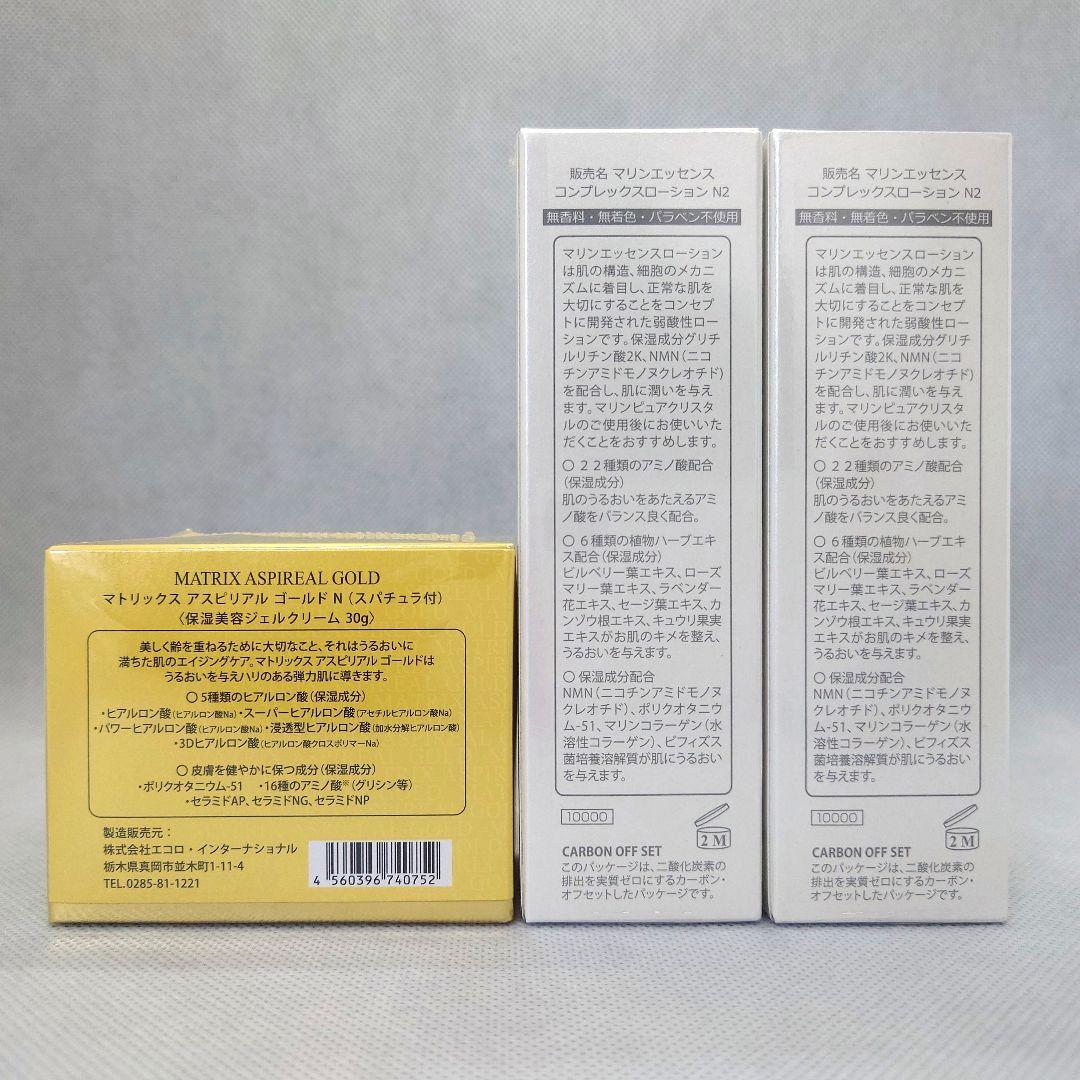 MATRIX ASPIREAL GOLD
マトリックス アスピリアル ゴールド N（スパチュラ付）
〈保湿美容ジェルクリーム 30g〉
美しく齢を重ねるために大切なこと、それはうるおいに
満ちた肌のエイジングケア。マトリックス アスピリアル ゴールドは
うるおいを与えハリのある弾力肌に導きます。
○ 5種類のヒアルロン酸（保湿成分）
・ヒアルロン酸（ヒアルロン酸Na）・スーパーヒアルロン酸（アセチルヒアルロン酸Na）
・パワーヒアルロン酸（ヒアルロン酸Na）・浸透型ヒアルロン酸（加水分解ヒアルロン酸）
・3Dヒアルロン酸（ヒアルロン酸クロスポリマーNa）
○ 皮膚を健やかに保つ成分（保湿成分）
・ポリクオタニウム-51 ・16種のアミノ酸※（グリシン等）
・セラミドAP、セラミドNG、セラミドNP
製造販売元：
株式会社エコロ・インターナショナル
栃木県真岡市並木町1-11-4
TEL.0285-81-1221
4 560396 740752
販売名 マリンエッセンス
コンプレックスローション N2
無香料・無着色・パラベン不使用
マリンエッセンスローション
は肌の構造、細胞のメカニ
ズムに着目し、正常な肌を
大切にすることをコンセプ
トに開発された弱酸性ロー
ションです。保湿成分グリチ
ルリチン酸2K、NMN（ニコ
チンアミドモノヌクレオチド)
を配合し、肌に潤いを与え
ます。マリンピュアクリスタ
ルのご使用後にお使いいた
だくことをおすすめします。
○ 22種類のアミノ酸配合
（保湿成分）
肌のうるおいをあたえるアミ
ノ酸をバランス良く配合。
○ 6種類の植物ハーブエキ
ス配合（保湿成分）
ビルベリー葉エキス、ローズ
マリー葉エキス、ラベンダー
花エキス、セージ葉エキス、
カンゾウ根エキス、キュウリ果実
エキスがお肌のキメを整え、
うるおいを与えます。
○ 保湿成分配合
NMN（ニコチンアミドモノヌ
クレオチド）、ポリクオタニウ
ム-51、マリンコラーゲン（水
溶性コラーゲン）、ビフィズス
菌培養溶解質が肌にうるおい
を与えます。
10000
2 M
CARBON OFF SET
このパッケージは、二酸化炭素の
排出を実質ゼロにするカーボン・
オフセットしたパッケージです。
販売名 マリンエッセンス
コンプレックスローション N2
無香料・無着色・パラベン不使用
マリンエッセンスローション
は肌の構造、細胞のメカニ
ズムに着目し、正常な肌を
大切にすることをコンセプ
トに開発された弱酸性ロー
ションです。保湿成分グリチ
ルリチン酸2K、NMN（ニコ
チンアミドモノヌクレオチド)
を配合し、肌に潤いを与え
ます。マリンピュアクリスタ
ルのご使用後にお使いいた
だくことをおすすめします。
○ 22種類のアミノ酸配合
（保湿成分）
肌のうるおいをあたえるアミ
ノ酸をバランス良く配合。
○ 6種類の植物ハーブエキ
ス配合（保湿成分）
ビルベリー葉エキス、ローズ
マリー葉エキス、ラベンダー
花エキス、セージ葉エキス、
カンゾウ根エキス、キュウリ果実
エキスがお肌のキメを整え、
うるおいを与えます。
○ 保湿成分配合
NMN（ニコチンアミドモノヌ
クレオチド）、ポリクオタニウ
ム-51、マリンコラーゲン（水
溶性コラーゲン）、ビフィズス
菌培養溶解質が肌にうるおい
を与えます。
10000
2 M
CARBON OFF SET
このパッケージは、二酸化炭素の
排出を実質ゼロにするカーボン・
オフセットしたパッケージです。